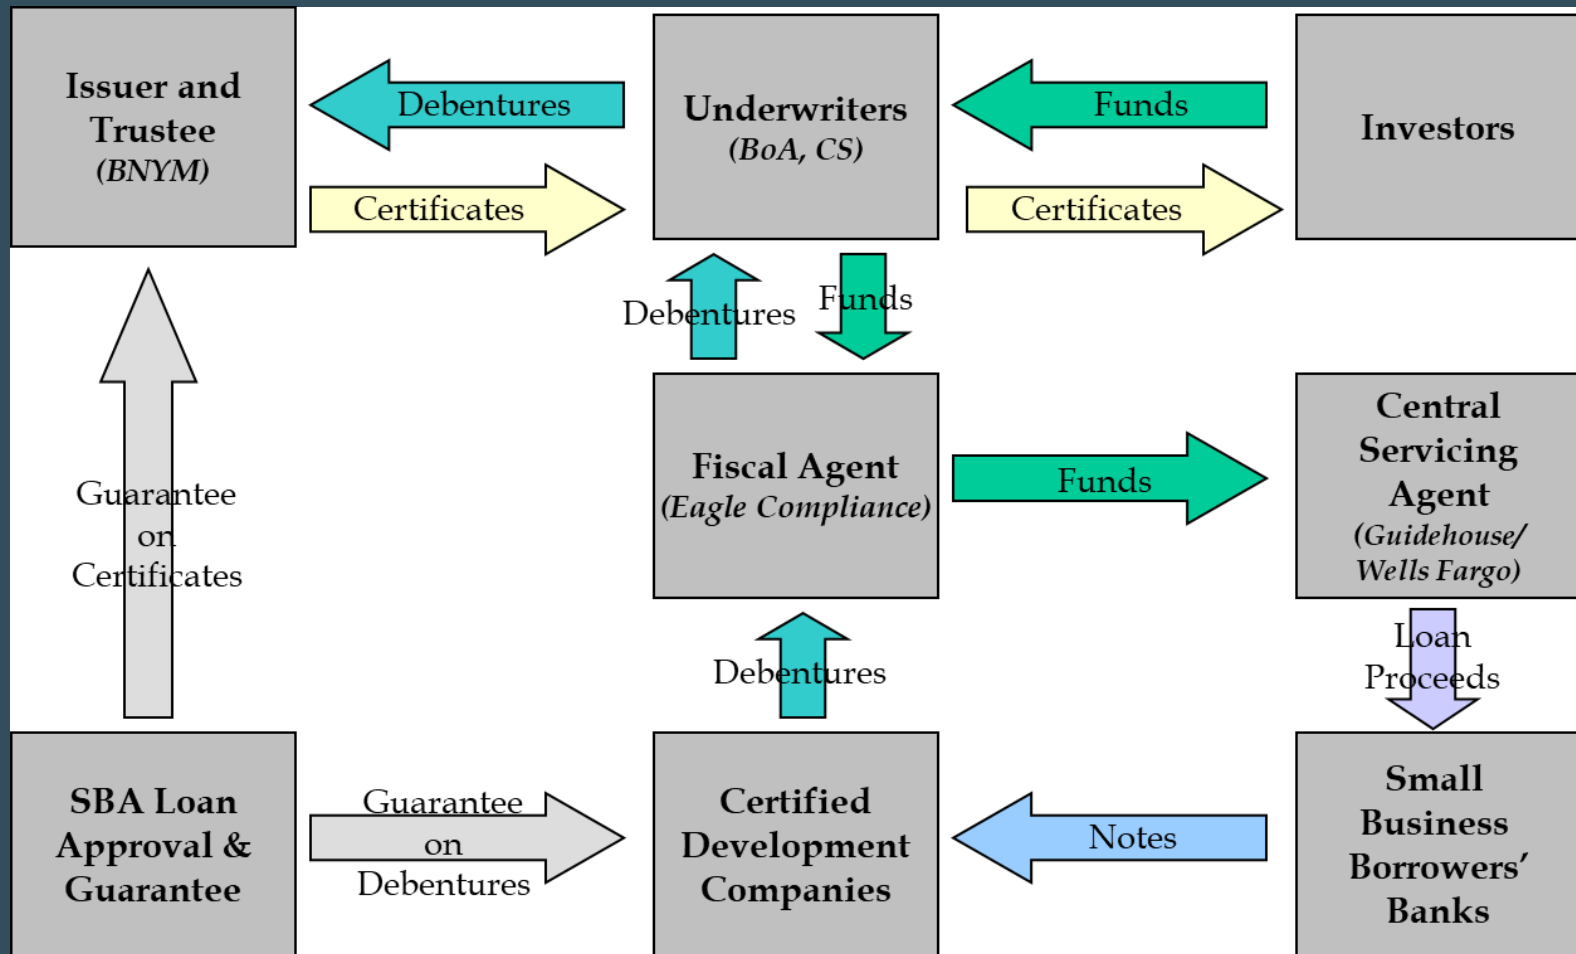 Issuer and
Trustee
(BNYM)
Debentures
Certificates
Underwriters
(BoA, CS)
Funds
Certificates
Investors
Debentures
Funds
Guarantee
on
Certificates
Fiscal Agent
(Eagle Compliance)
Funds
Central
Servicing
Agent
(Guidehouse/
Wells Fargo)
Debentures
Loan
Proceeds
SBA Loan
Approval &
Guarantee
Guarantee
on
Debentures
Certified
Development
Companies
Notes
Small
Business
Borrowers’
Banks